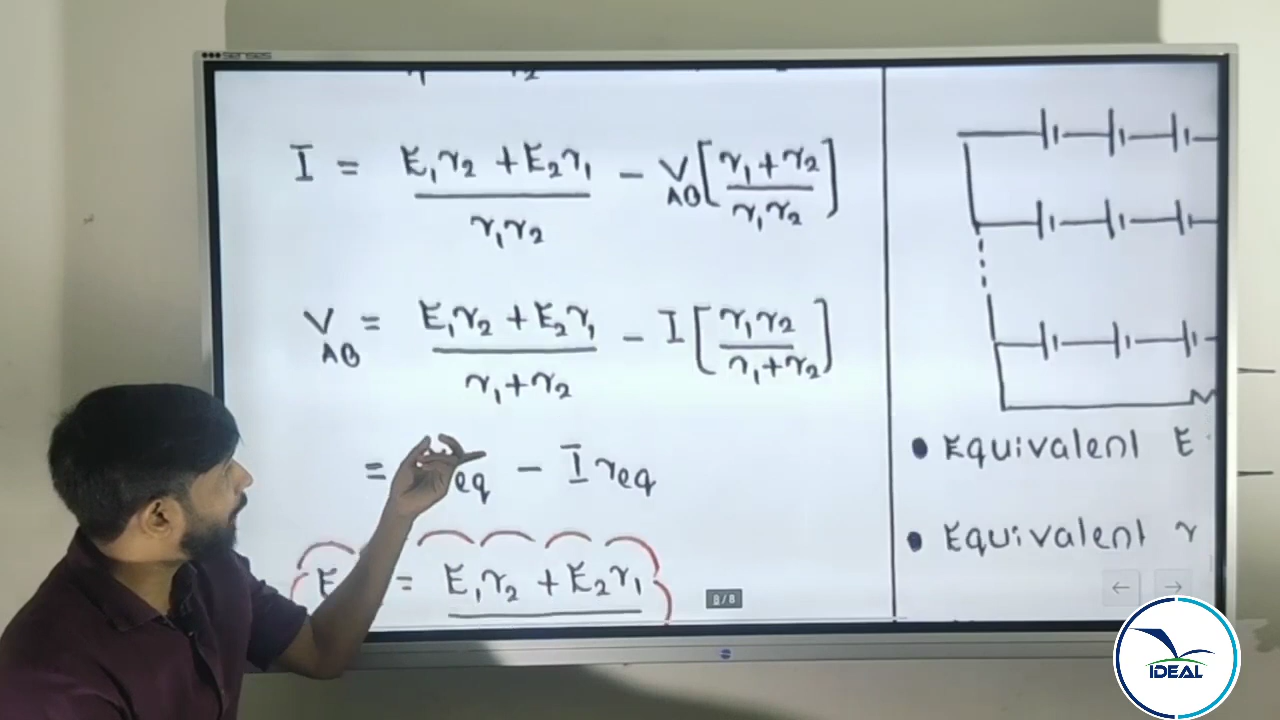 I = E₁r₂ + E₂r₁ / r₁r₂ − V_AB [ r₁ + r₂ / r₁r₂ ]
V_AB = E₁r₂ + E₂r₁ / r₁ + r₂ − I [ r₁r₂ / r₁ + r₂ ]
= eq − I req
E = E₁r₂ + E₂r₁
8/8
• Equivalent E
• Equivalent r
IDEAL